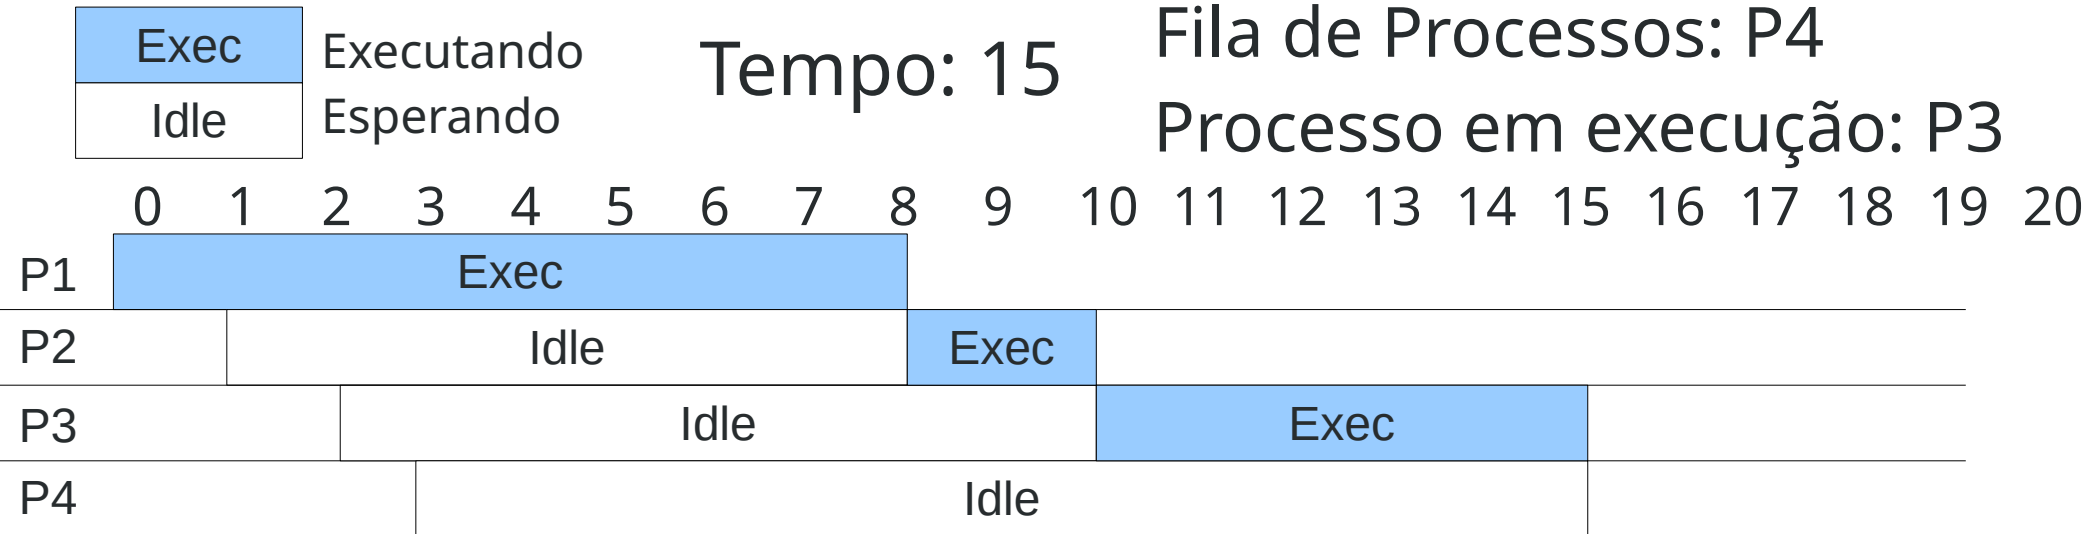 Exec
Executando
Idle
Esperando
Tempo: 15
Fila de Processos: P4
Processo em execução: P3
0 1 2 3 4 5 6 7 8 9 10 11 12 13 14 15 16 17 18 19 20
P1 Exec
P2 Idle Exec
P3 Idle Exec
P4 Idle